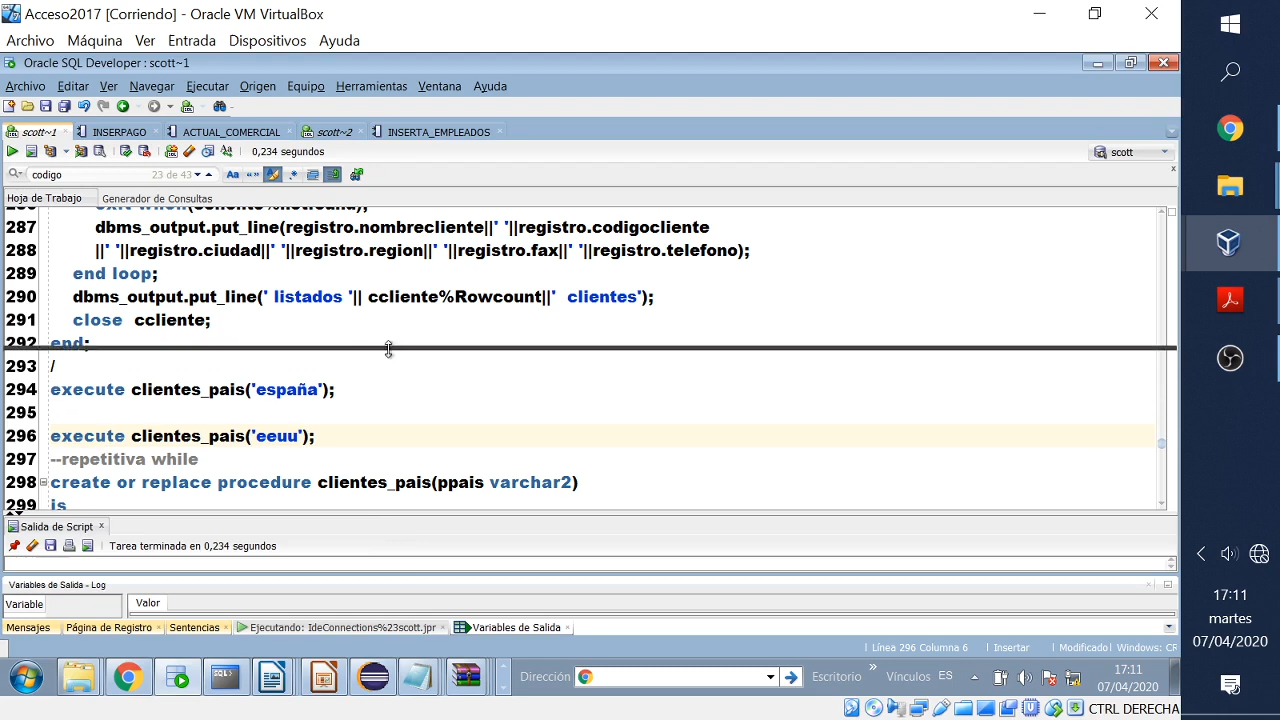 Acceso2017 [Corriendo] - Oracle VM VirtualBox
Archivo Máquina Ver Entrada Dispositivos Ayuda
Oracle SQL Developer : scott~1
Archivo Editar Ver Navegar Ejecutar Origen Equipo Herramientas Ventana Ayuda
scott~1 INSERPAGO ACTUAL_COMERCIAL scott~2 INSERTA_EMPLEADOS
0,234 segundos scott
codigo 23 de 43
Hoja de Trabajo Generador de Consultas
287 dbms_output.put_line(registro.nombrecliente||' '||registro.codigocliente
288 ||' '||registro.ciudad||' '||registro.region||' '||registro.fax||' '||registro.telefono);
289 end loop;
290 dbms_output.put_line(' listados '|| ccliente%Rowcount||'  clientes');
291 close ccliente;
292 end;
293 /
294 execute clientes_pais('españa');
295
296 execute clientes_pais('eeuu');
297 --repetitiva while
298 create or replace procedure clientes_pais(ppais varchar2)
299 is
Salida de Script
Tarea terminada en 0,234 segundos
Variables de Salida - Log
Variable Valor
Mensajes Página de Registro Sentencias Ejecutando: IdeConnections%23scott.jpr Variables de Salida
Línea 296 Columna 6 Insertar Modificado Windows: CR
Dirección Escritorio » Vínculos ES 17:11
07/04/2020
CTRL DERECHA
17:11
martes
07/04/2020